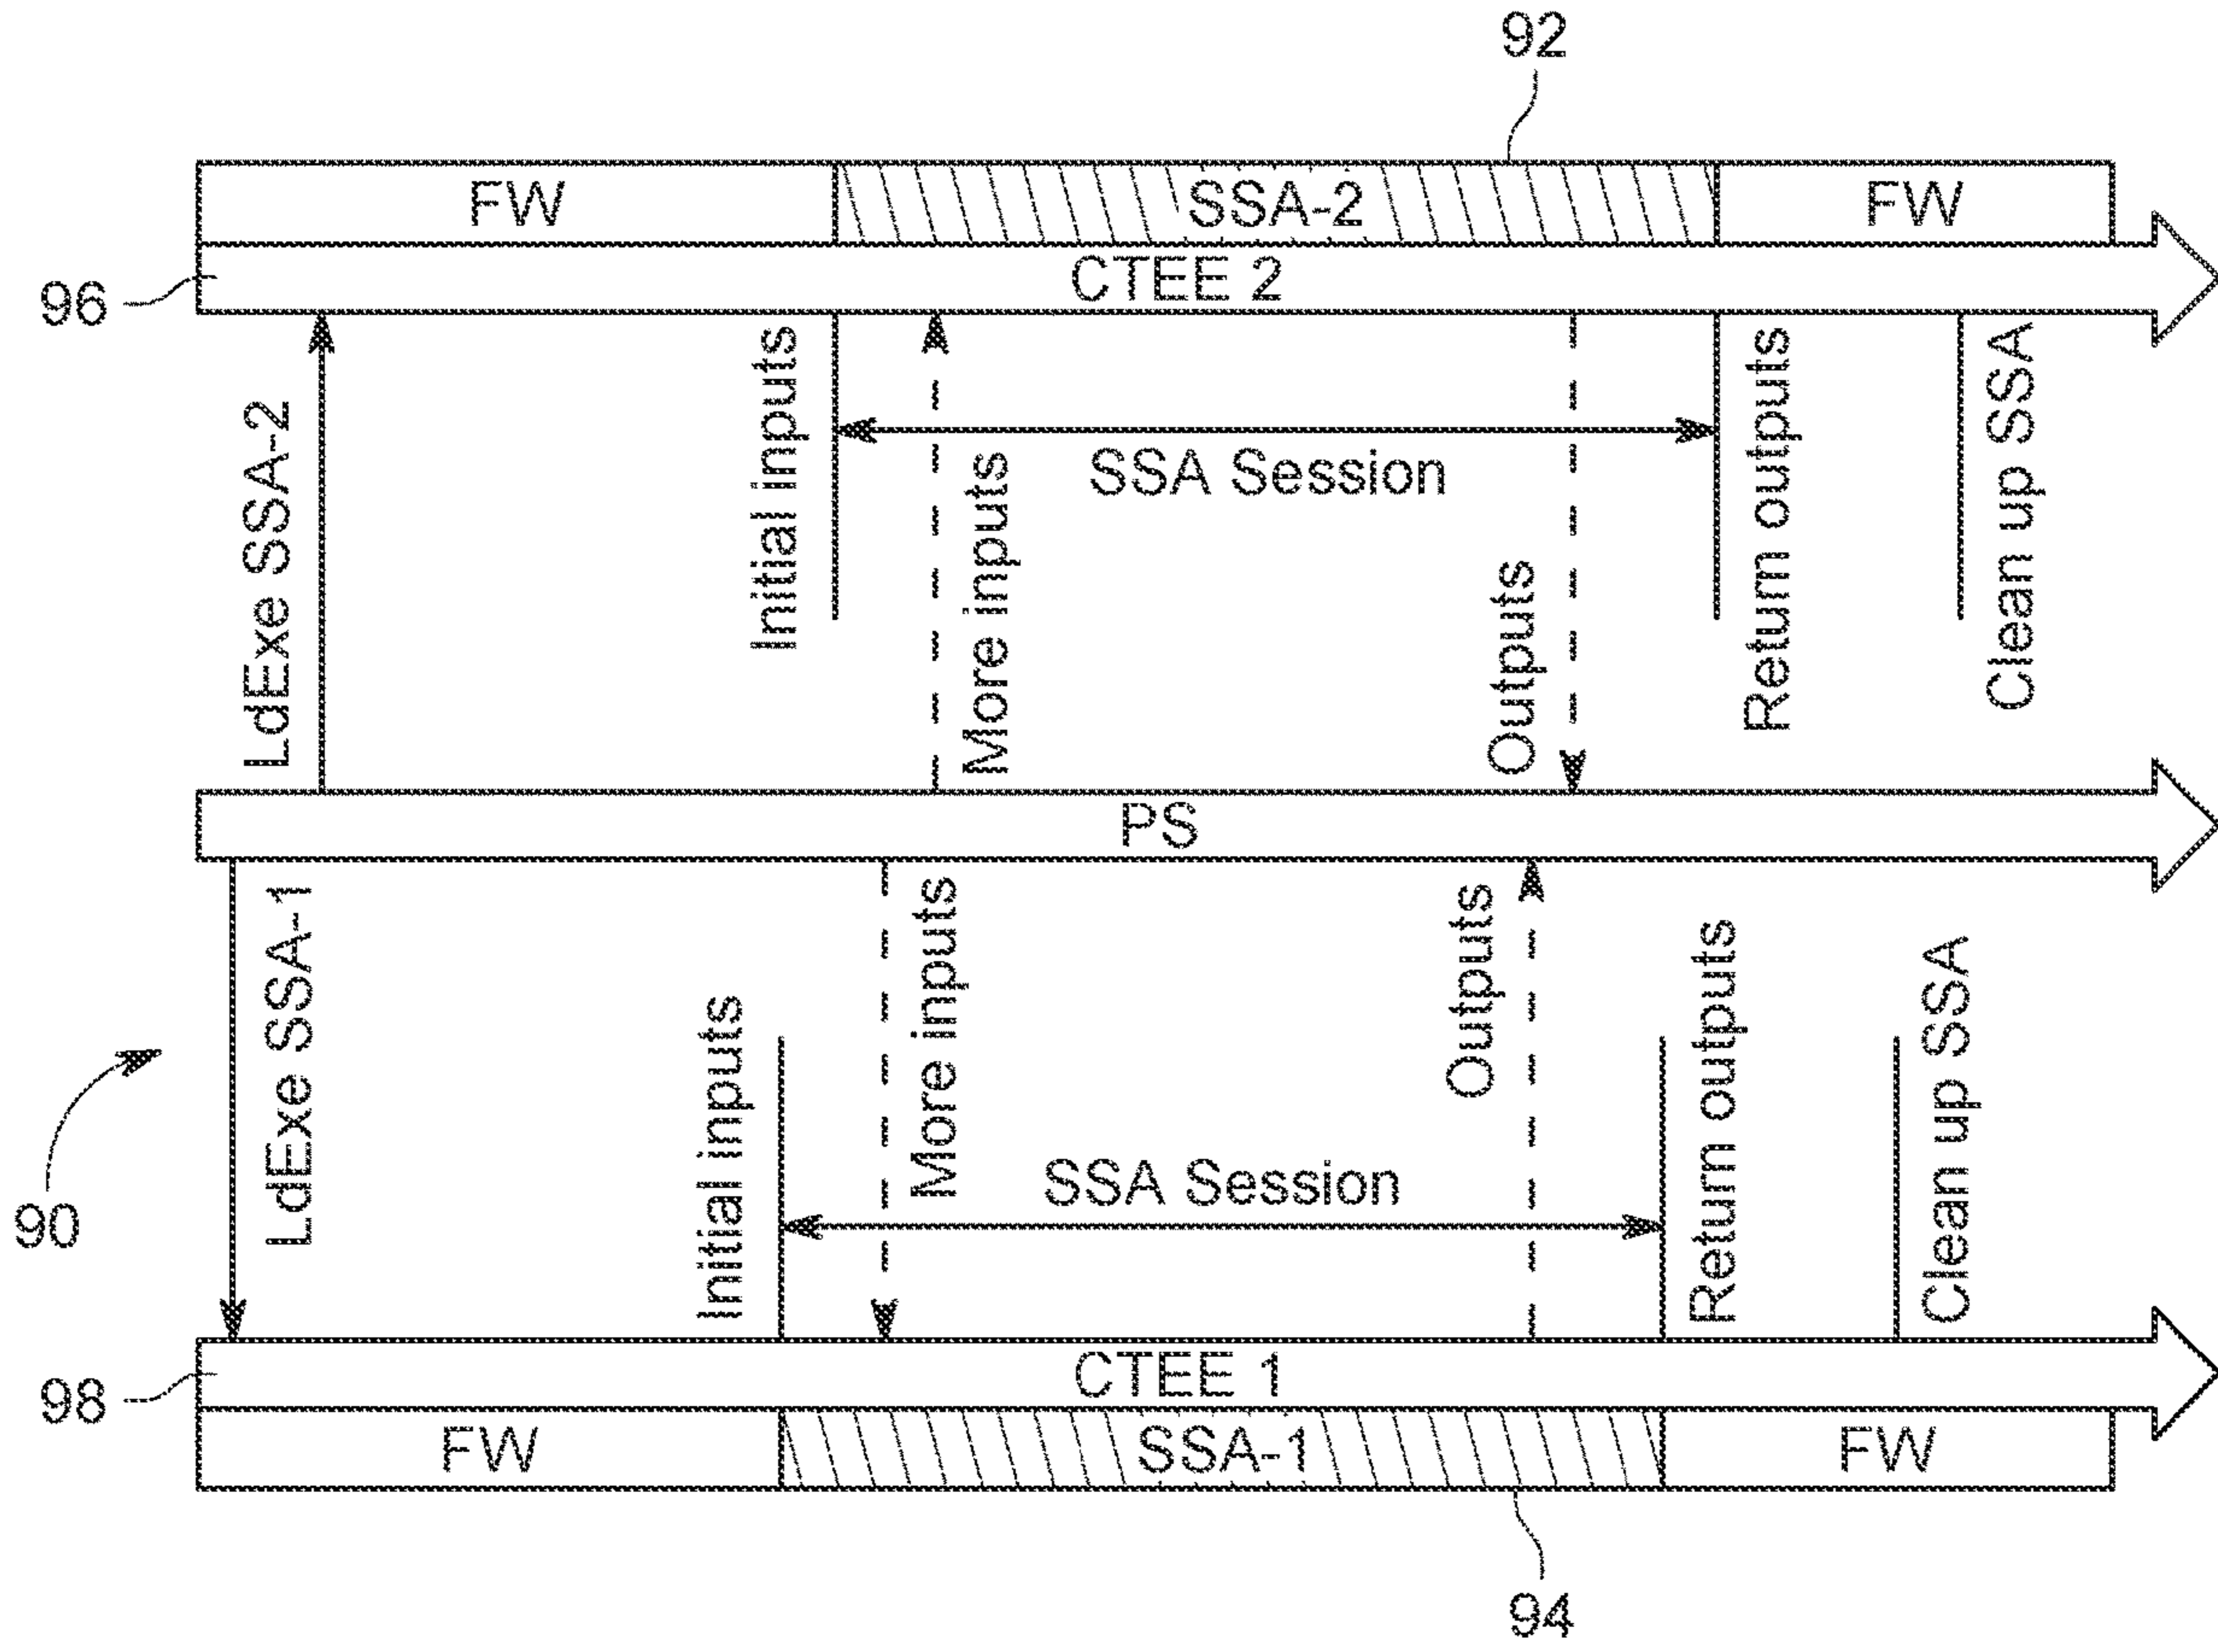 92
FW
SSA-2
FW
96
CTEE 2
LdExe SSA-2
Initial inputs
More inputs
SSA Session
Outputs
Return outputs
Clean up SSA
PS
90
LdExe SSA-1
Initial inputs
More inputs
SSA Session
Outputs
Return outputs
Clean up SSA
98
CTEE 1
FW
SSA-1
FW
94